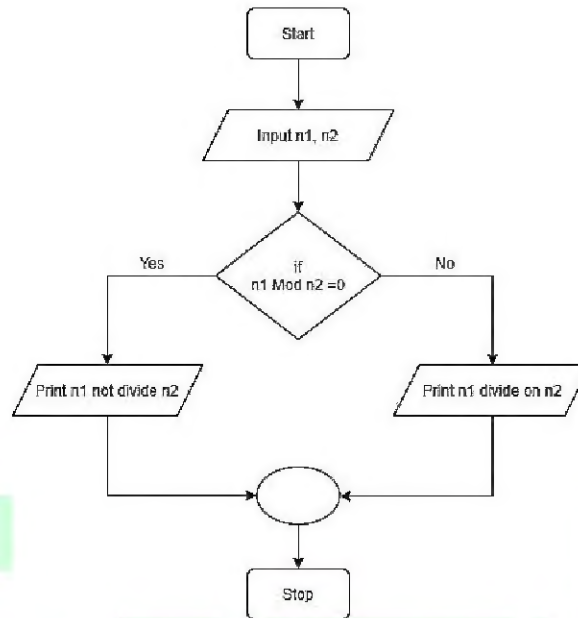 Start
Input n1, n2
if
n1 Mod n2 =0
Yes
No
Print n1 not divide n2
Print n1 divide on n2
Stop